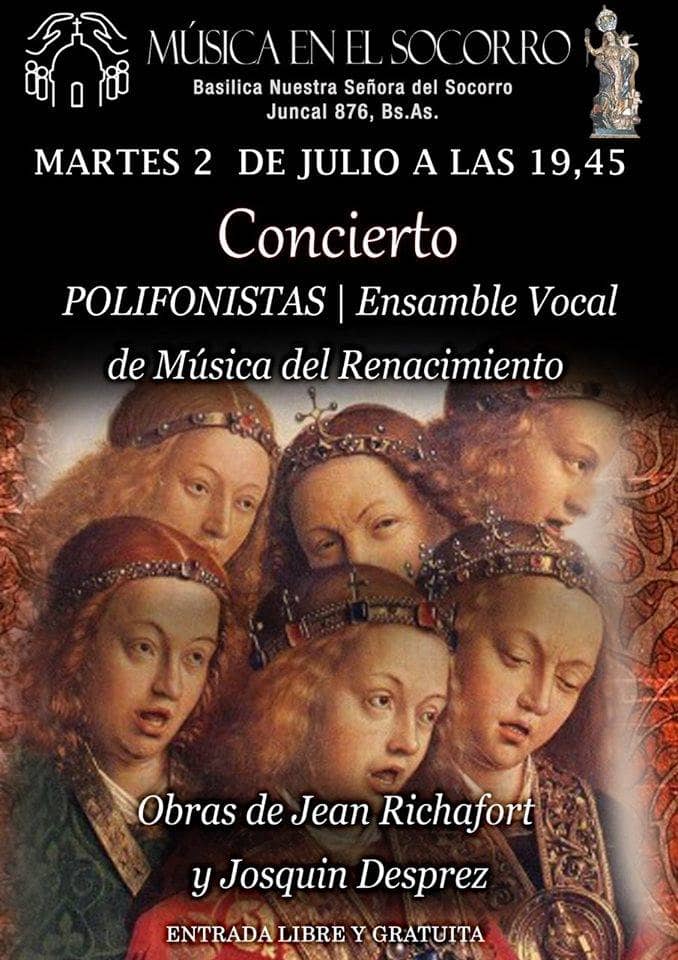 MÚSICA EN EL SOCORRO
Basilica Nuestra Señora del Socorro
Juncal 876, Bs.As.
MARTES 2 DE JULIO A LAS 19,45
Concierto
POLIFONISTAS | Ensamble Vocal
de Música del Renacimiento
Obras de Jean Richafort
y Josquin Desprez
ENTRADA LIBRE Y GRATUITA